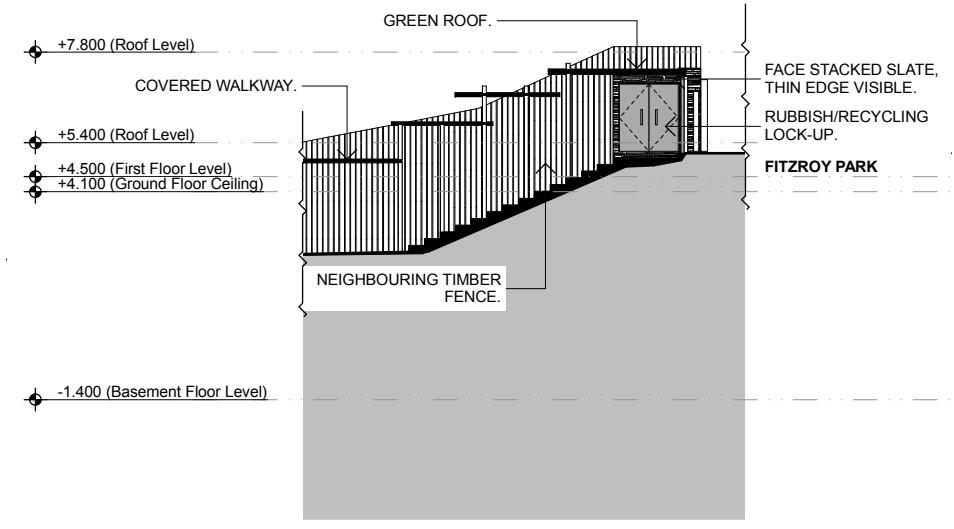 GREEN ROOF.
+7.800 (Roof Level)
COVERED WALKWAY.
FACE STACKED SLATE,
THIN EDGE VISIBLE.
RUBBISH/RECYCLING
LOCK-UP.
+5.400 (Roof Level)
+4.500 (First Floor Level)
FITZROY PARK
+4.100 (Ground Floor Ceiling)
NEIGHBOURING TIMBER
FENCE.
-1.400 (Basement Floor Level)